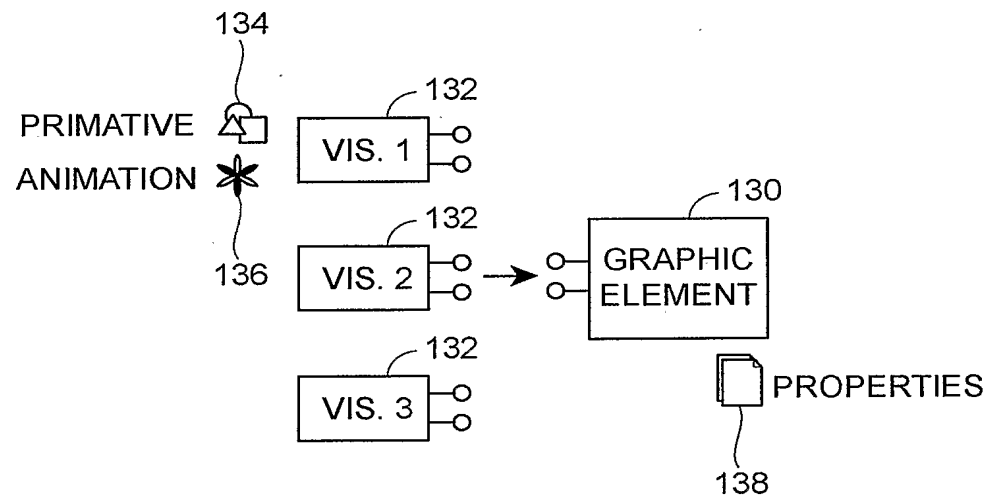 134
132
PRIMATIVE
VIS. 1
ANIMATION
136
132
VIS. 2
130
GRAPHIC
ELEMENT
132
VIS. 3
PROPERTIES
138